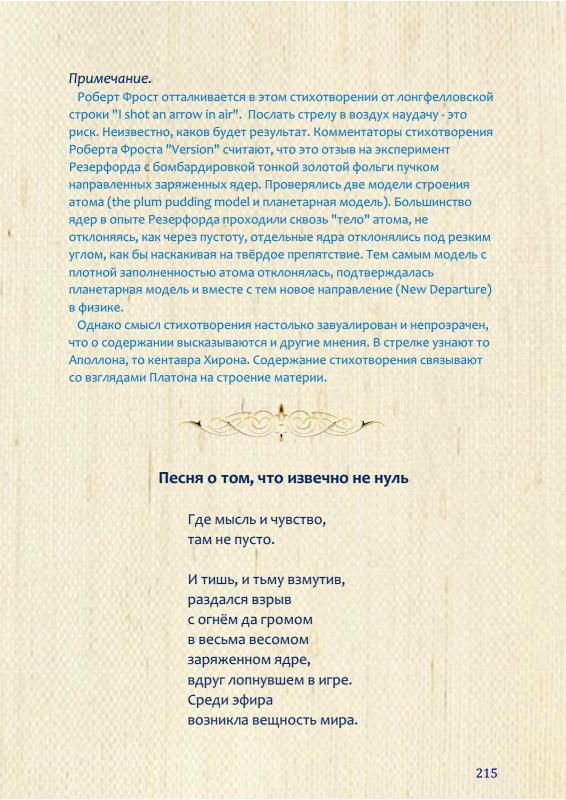 Примечание.
Роберт Фрост отталкивается в этом стихотворении от лонгфелловской
строки "I shot an arrow in air".  Послать стрелу в воздух наудачу - это
риск. Неизвестно, каков будет результат. Комментаторы стихотворения
Роберта Фроста "Version" считают, что это отзыв на эксперимент
Резерфорда с бомбардировкой тонкой золотой фольги пучком
направленных заряженных ядер. Проверялись две модели строения
атома (the plum pudding model и планетарная модель). Большинство
ядер в опыте Резерфорда проходили сквозь "тело" атома, не
отклоняясь, как через пустоту, отдельные ядра отклонялись под резким
углом, как бы наскакивая на твёрдое препятствие. Тем самым модель с
плотной заполненностью атома отклонялась, подтверждалась
планетарная модель и вместе с тем новое направление (New Departure)
в физике.
Однако смысл стихотворения настолько завуалирован и непрозрачен,
что о содержании высказываются и другие мнения. В стрелке узнают то
Аполлона, то кентавра Хирона. Содержание стихотворения связывают
со взглядами Платона на строение материи.
Песня о том, что извечно не нуль
Где мысль и чувство,
там не пусто.
И тишь, и тьму взмутив,
раздался взрыв
с огнём да громом
в весьма весомом
заряженном ядре,
вдруг лопнувшем в игре.
Среди эфира
возникла вещность мира.
215